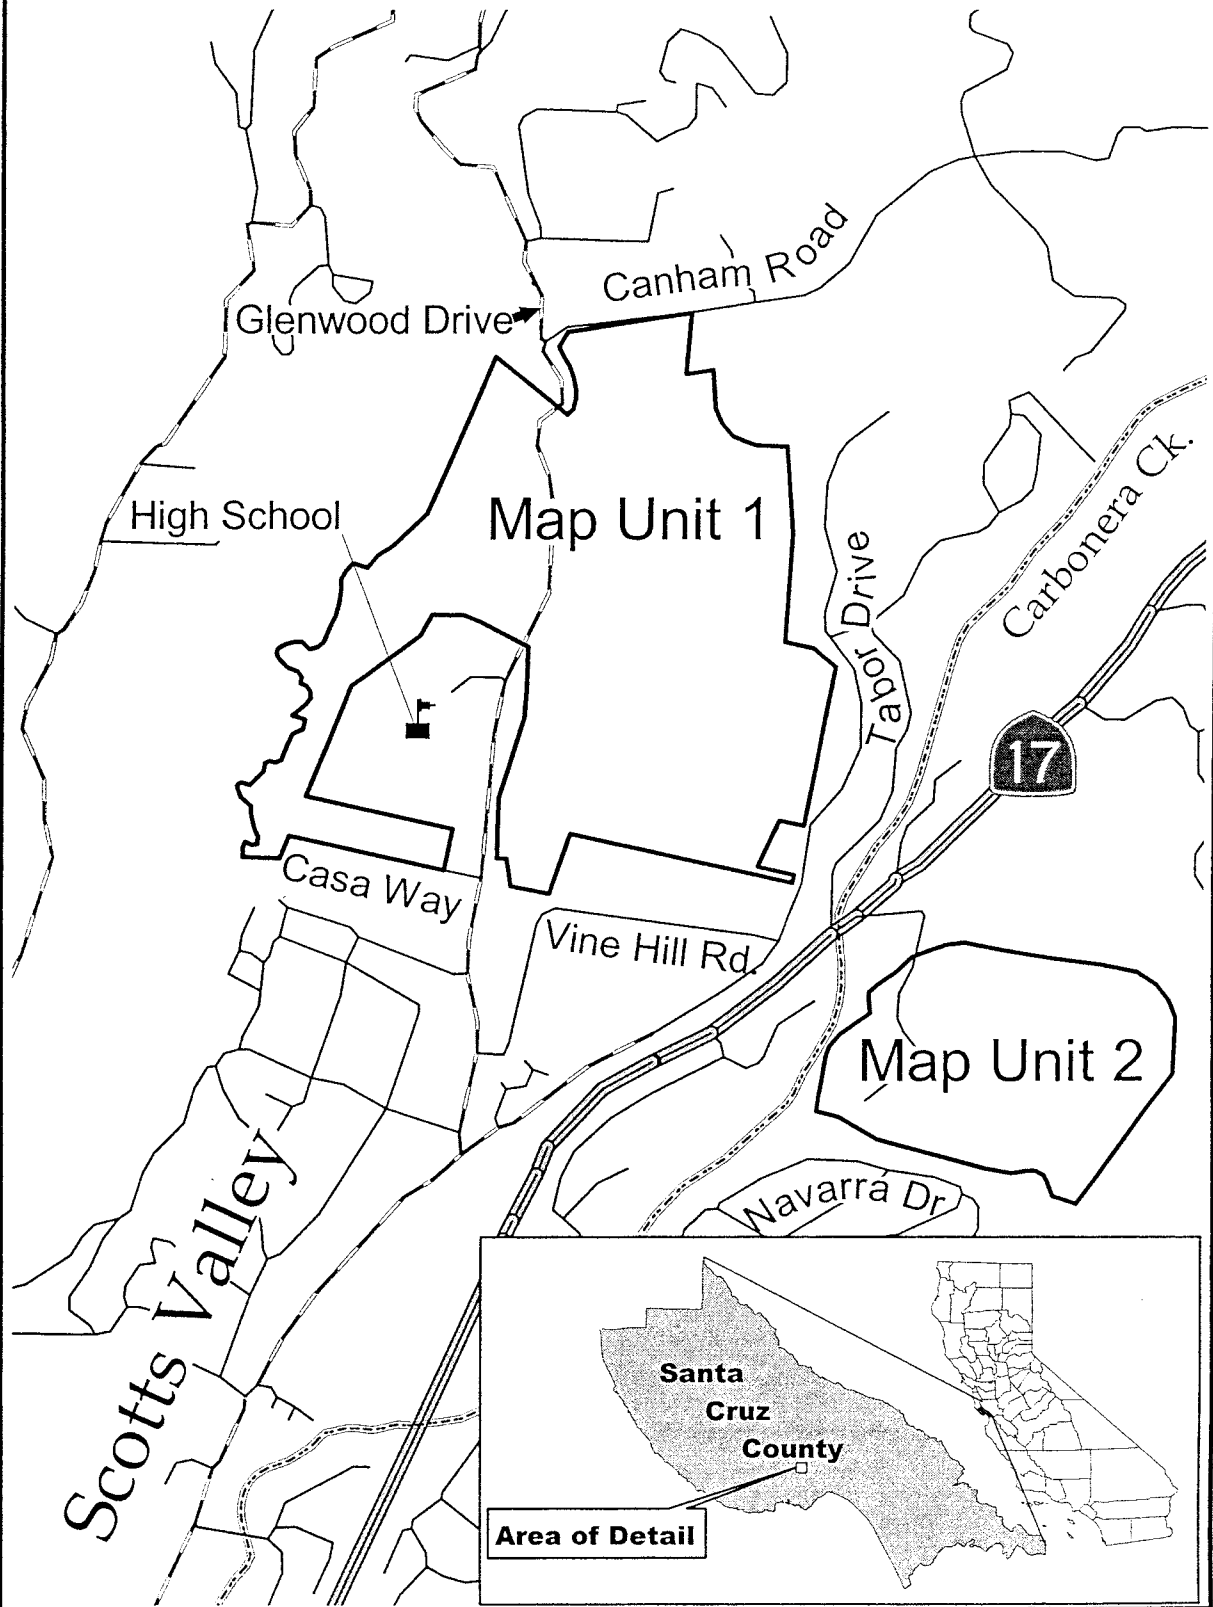 Canham Road
Glenwood Drive
High School
Map Unit 1
Tabor Drive
Carbonera Ck.
17
Casa Way
Vine Hill Rd.
Map Unit 2
Navarra Dr
Scotts Valley
Santa
Cruz
County
Area of Detail